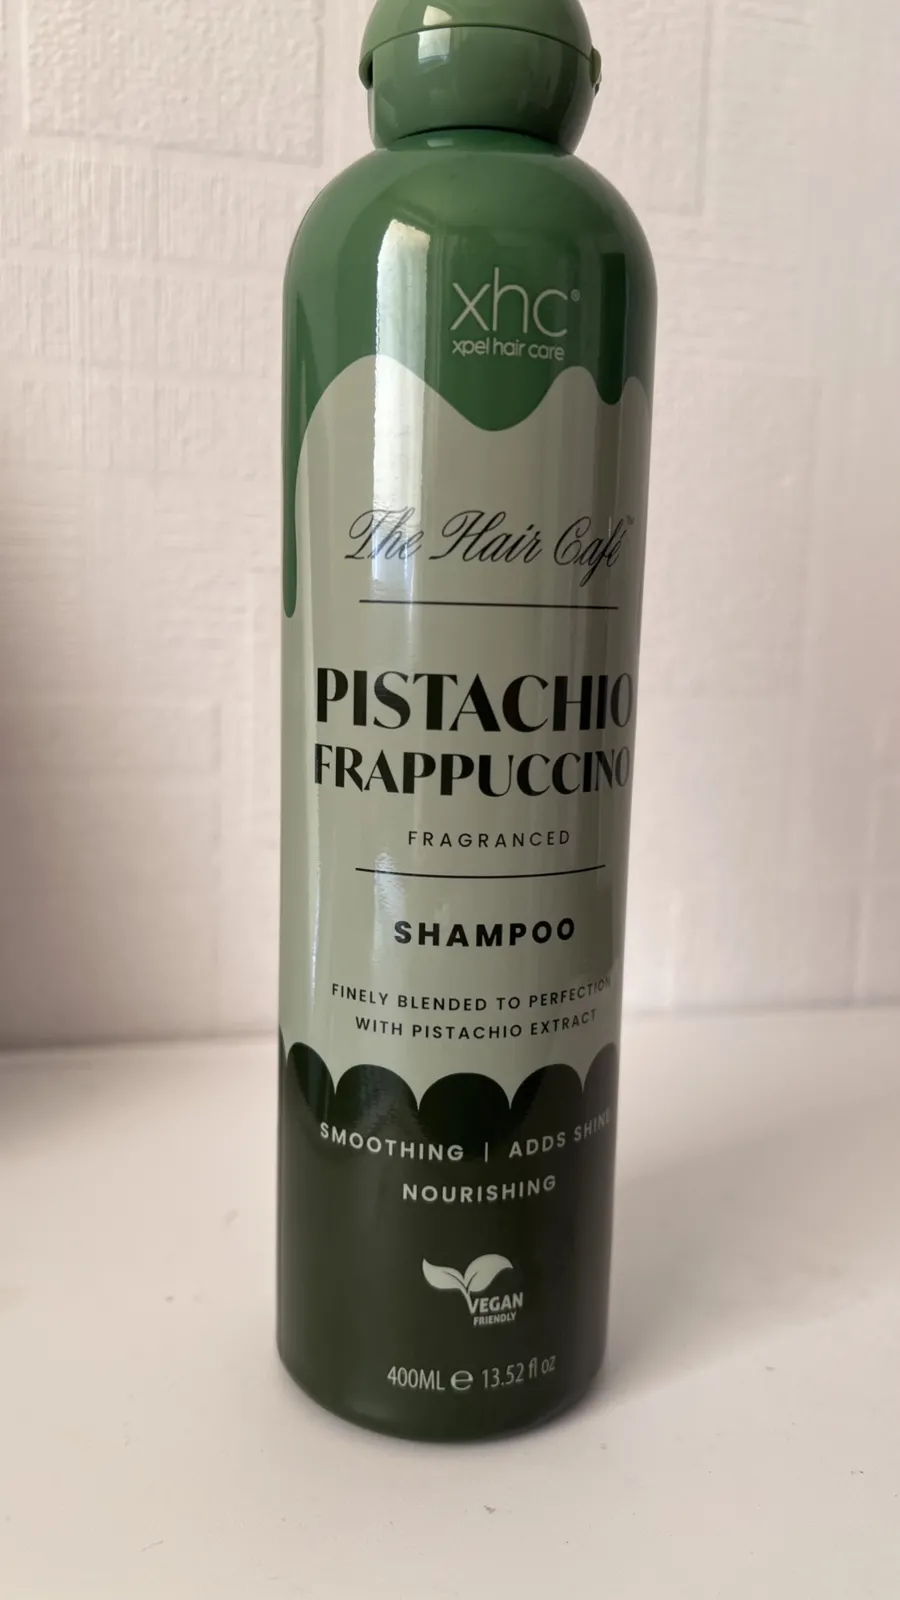 xhc®
xpel hair care
The Hair Café™
PISTACHIO
FRAPPUCCINO
FRAGRANCED
SHAMPOO
FINELY BLENDED TO PERFECTION
WITH PISTACHIO EXTRACT
SMOOTHING | ADDS SHINE
NOURISHING
VEGAN
FRIENDLY
400ML ℮ 13.52 fl oz